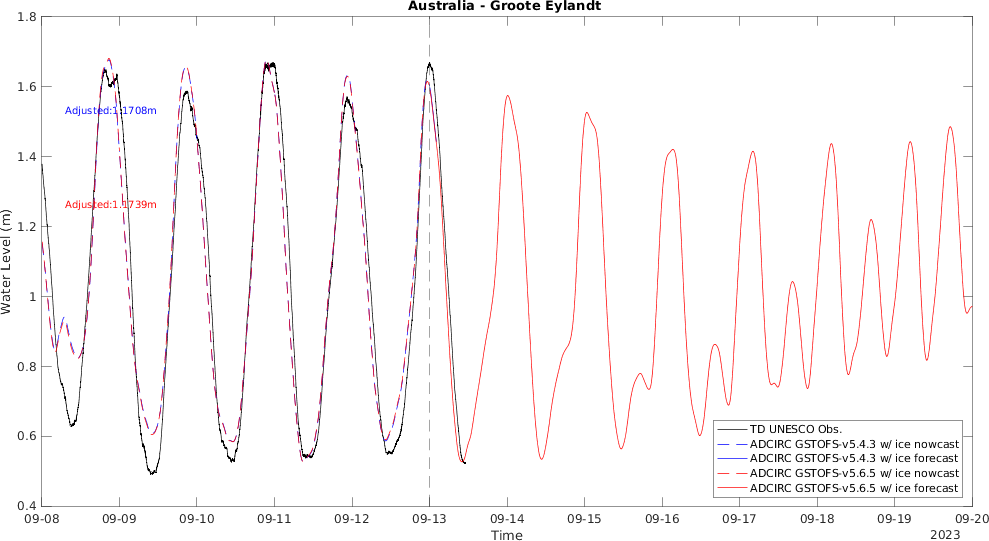 Australia - Groote Eylandt
1.8
1.6
1.4
1.2
1
0.8
0.6
0.4
Water Level (m)
Adjusted:1.1708m
Adjusted:1.1739m
TD UNESCO Obs.
ADCIRC GSTOFS-v5.4.3 w/ ice nowcast
ADCIRC GSTOFS-v5.4.3 w/ ice forecast
ADCIRC GSTOFS-v5.6.5 w/ ice nowcast
ADCIRC GSTOFS-v5.6.5 w/ ice forecast
09-08 09-09 09-10 09-11 09-12 09-13 09-14 09-15 09-16 09-17 09-18 09-19 09-20
Time
2023